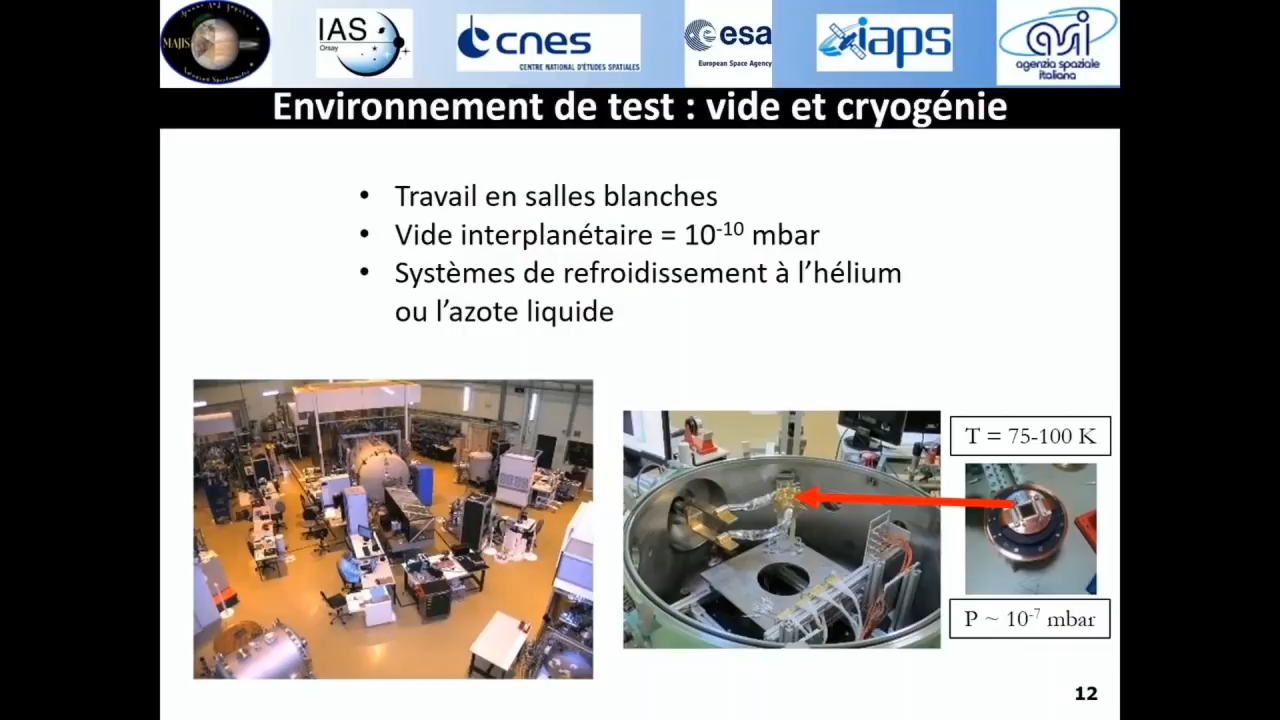 MAJIS
IAS
Orsay
cnes
CENTRE NATIONAL D'ÉTUDES SPATIALES
esa
European Space Agency
iaps
asi
agenzia spaziale
italiana
Environnement de test : vide et cryogénie
• Travail en salles blanches
• Vide interplanétaire = 10⁻¹⁰ mbar
• Systèmes de refroidissement à l’hélium
ou l’azote liquide
T = 75-100 K
P ~ 10⁻⁷ mbar
12